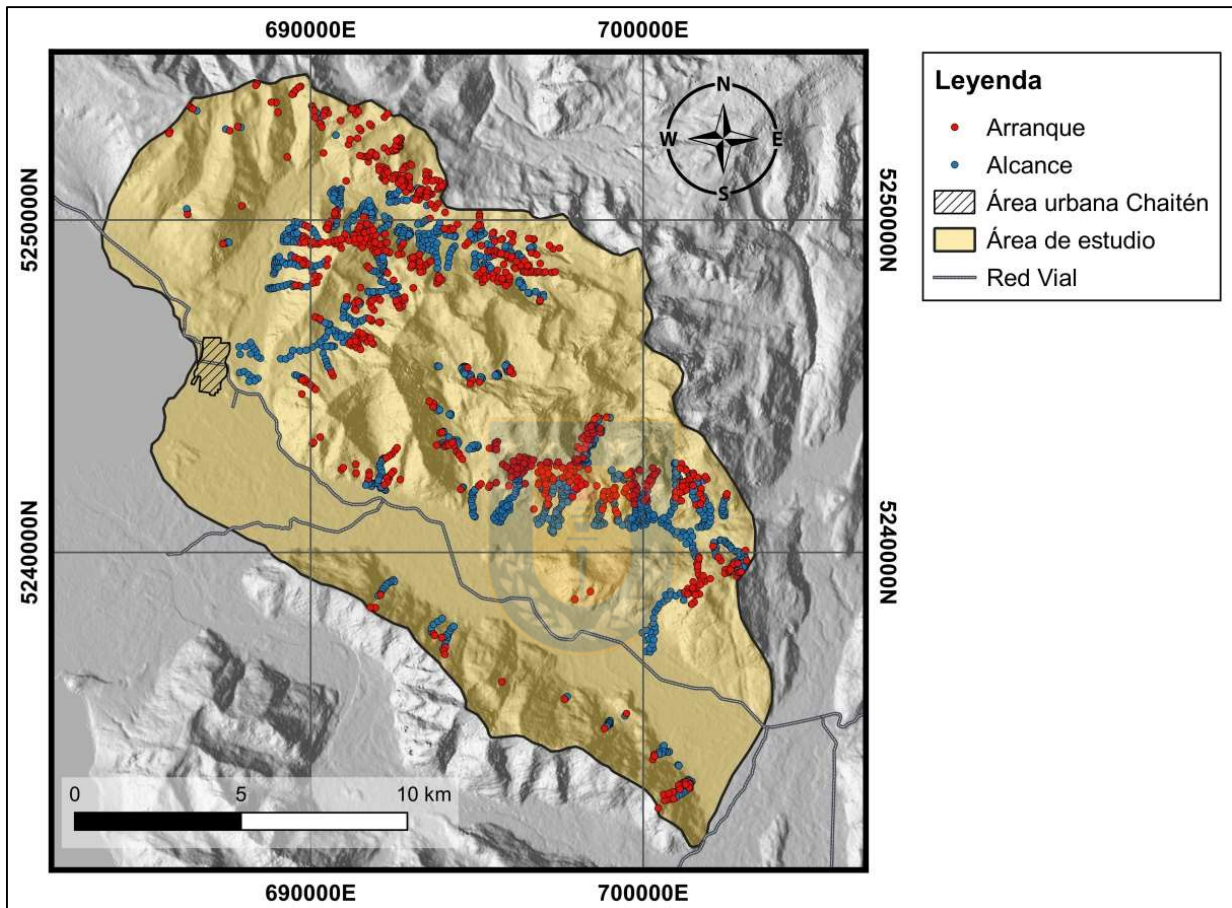 690000E
700000E
N
W
E
S
5250000N
5250000N
5240000N
5240000N
0
5
10 km
690000E
700000E
Leyenda
Arranque
Alcance
Área urbana Chaitén
Área de estudio
Red Vial